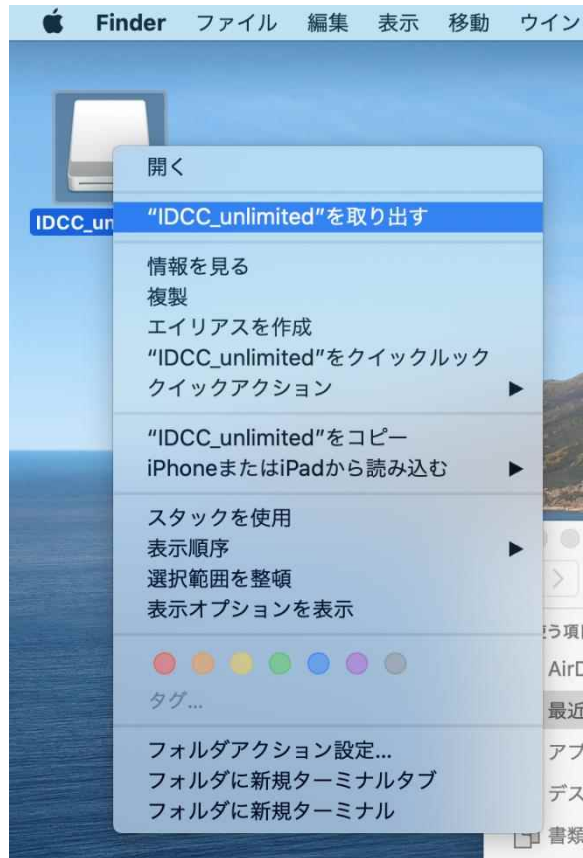 Finder ファイル 編集 表示 移動 ウイン
開く
IDCC_un
“IDCC_unlimited”を取り出す
情報を見る
複製
エイリアスを作成
“IDCC_unlimited”をクイックルック
クイックアクション
“IDCC_unlimited”をコピー
iPhoneまたはiPadから読み込む
スタックを使用
表示順序
選択範囲を整頓
表示オプションを表示
タグ...
フォルダアクション設定...
フォルダに新規ターミナルタブ
フォルダに新規ターミナル
う項
AirD
最近
アプ
デス
書類